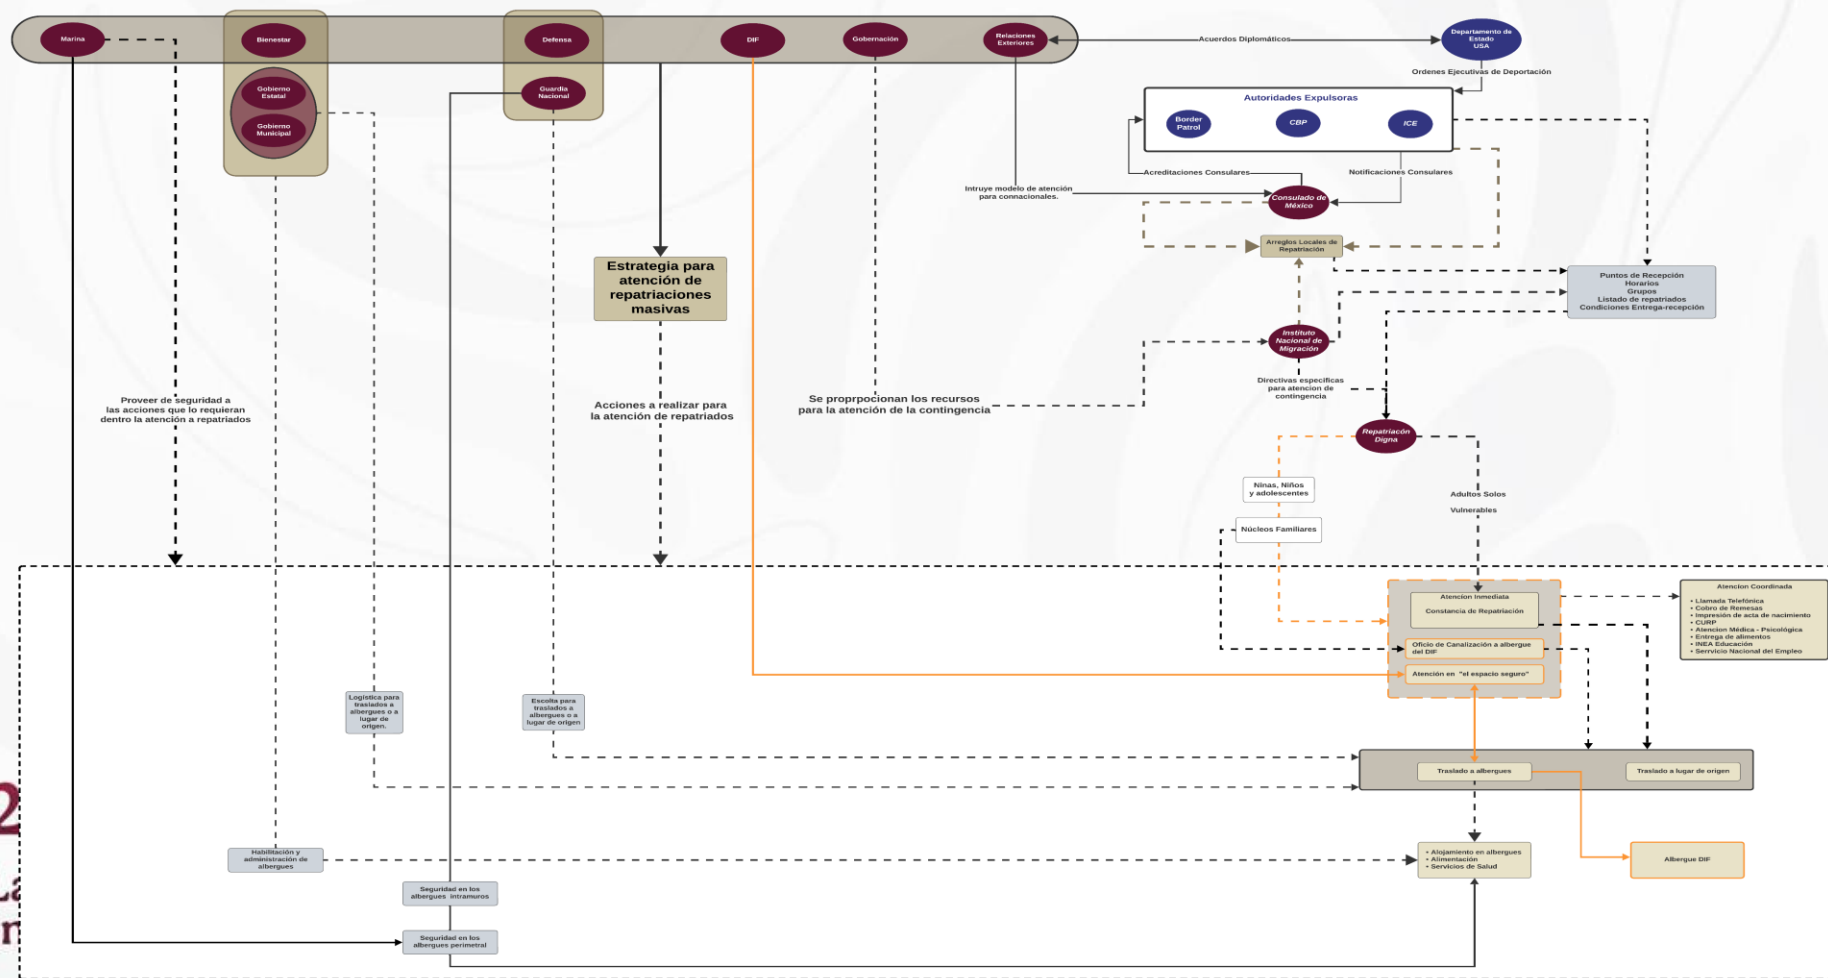 Marina
Bienestar
Defensa
DIF
Gobernación
Relaciones
Exteriores
Acuerdos Diplomáticos
Departamento de
Estado
USA
Ordenes Ejecutivas de Deportación
Gobierno
Estatal
Gobierno
Municipal
Guardia
Nacional
Autoridades Expulsoras
Border
Patrol
CBP
ICE
Acreditaciones Consulares
Notificaciones Consulares
Intruye modelo de atención
para connacionales.
Consulado de
México
Arreglos Locales de
Repatriación
Estrategia para
atención de
repatriaciones
masivas
Puntos de Recepción
Horarios
Grupos
Listado de repatriados
Condiciones Entrega-recepción
Instituto
Nacional de
Migración
Directivas especificas
para atencion de
contingencia
Proveer de seguridad a
las acciones que lo requieran
dentro la atención a repatriados
Acciones a realizar para
la atención de repatriados
Se proprpocionan los recursos
para la atención de la contingencia
Repatriacón
Digna
Ninas, Niños
y adolescentes
Núcleos Familiares
Adultos Solos
Vulnerables
Atencion Inmediata
Constancia de Repatriación
Oficio de Canalización a albergue
del DIF
Atención en "el espacio seguro"
Atencion Coordinada
• Llamada Telefónica
• Cobro de Remesas
• Impresión de acta de nacimiento
• CURP
• Atencion Médica - Psicológica
• Entrega de alimentos
• INEA Educación
• Serrvicio Nacional del Empleo
Logística para
traslados a
albergues o a
lugar de
origen.
Escolta para
traslados a
albergues o a
lugar de origen
Traslado a albergues
Traslado a lugar de origen
Habilitación y
administración de
albergues
• Alojamiento en albergues
• Alimentación
• Servicios de Salud
Albergue DIF
Seguridad en los
albergues intramuros
Seguridad en los
albergues perimetral
2